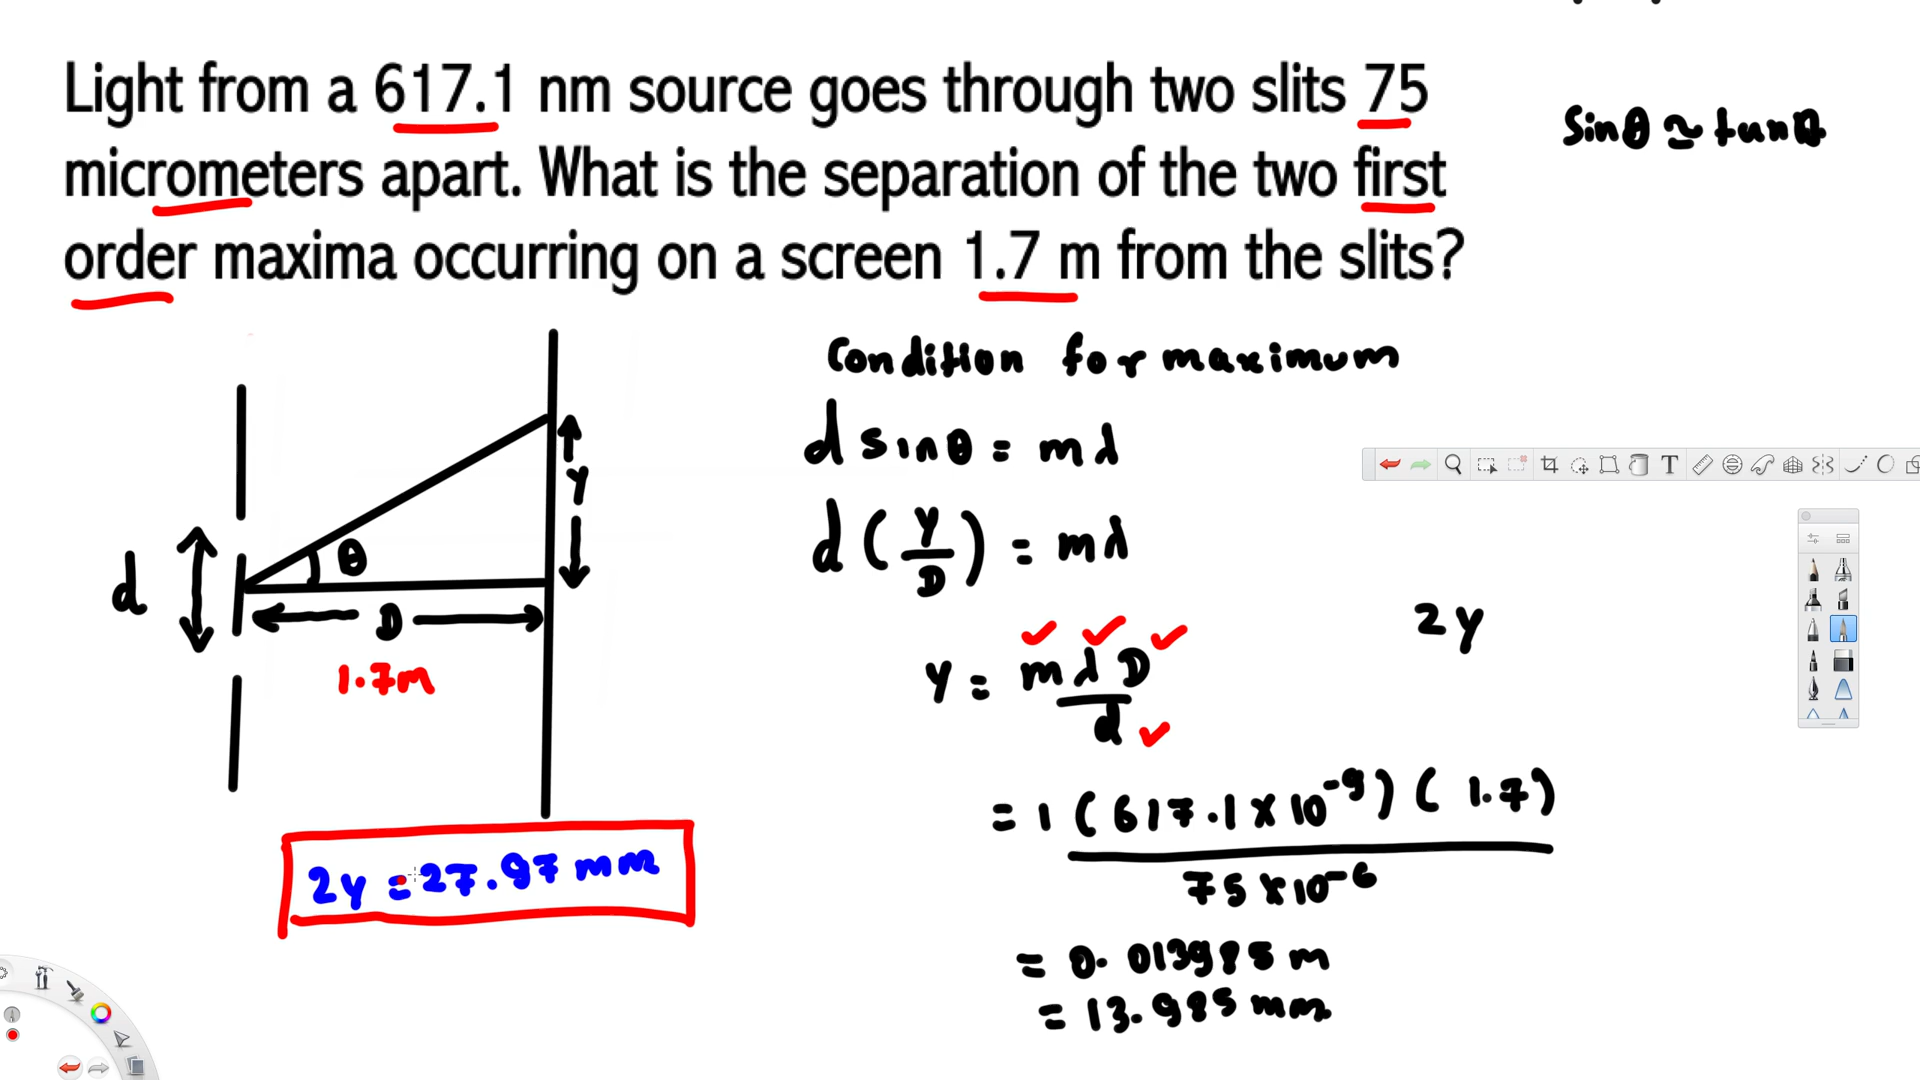 Light from a 617.1 nm source goes through two slits 75
micrometers apart. What is the separation of the two first
order maxima occurring on a screen 1.7 m from the slits?
sinθ ≃ tanθ
Condition for maximum
d sinθ = mλ
d (Y/D) = mλ
Y = mλD/d
2Y
= 1 (617.1 x 10⁻⁹) (1.7)
75 x 10⁻⁶
= 0.013985 m
= 13.985 mm
Y
θ
d
D
1.7m
2Y = 27.97 mm
T